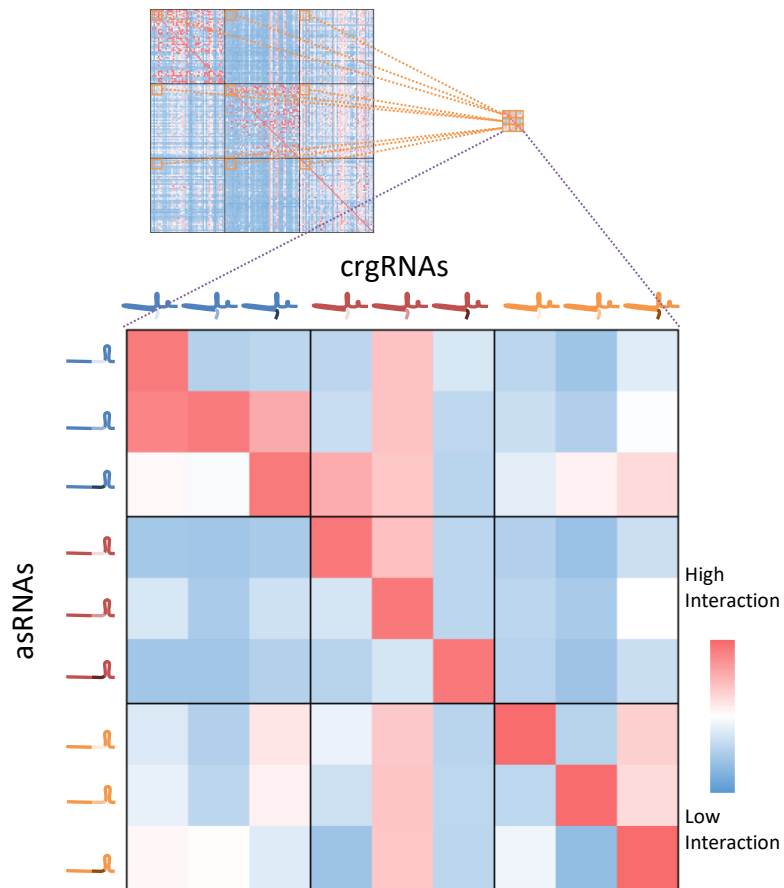 crgRNAs
asRNAs
High
Interaction
Low
Interaction